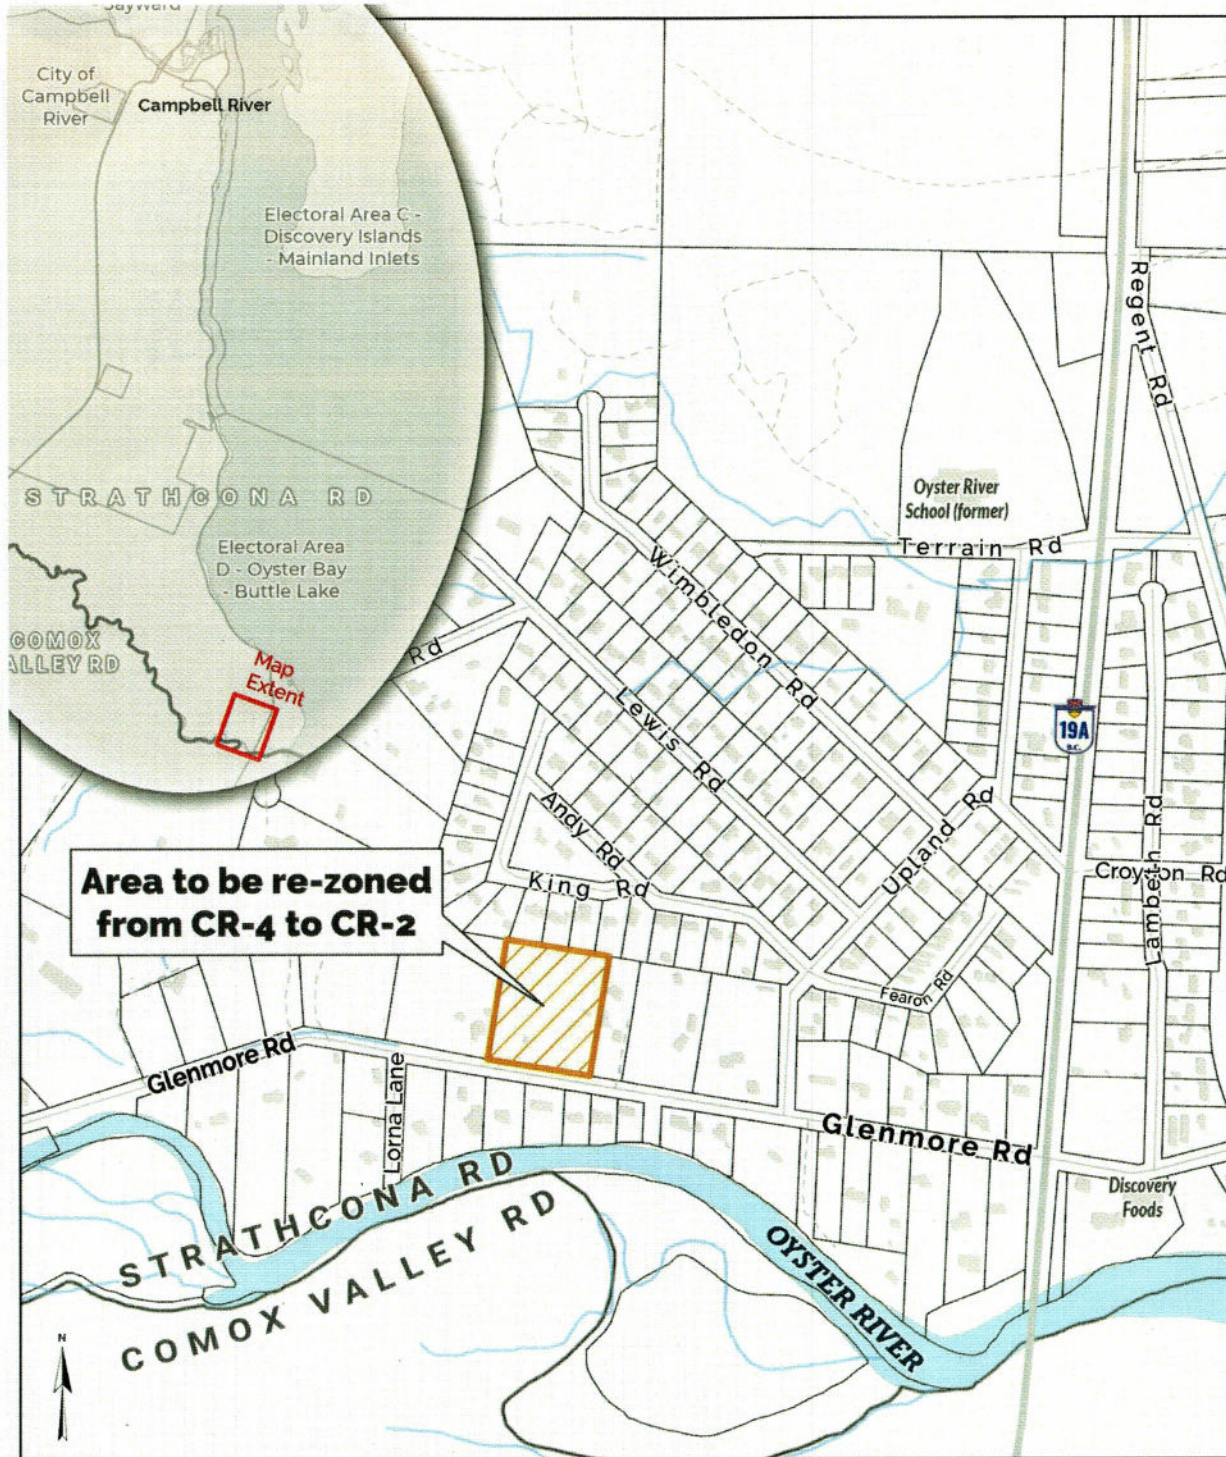 Sayward
City of
Campbell
River
Campbell River
Electoral Area C -
Discovery Islands
- Mainland Inlets
STRATHCONA RD
Electoral Area
D - Oyster Bay
- Buttle Lake
COMOX
VALLEY RD
Map
Extent
Regent Rd
Oyster River
School (former)
Terrain Rd
Wimbledon Rd
Rd
Lewis Rd
19A
B.C.
Andy Rd
Upland Rd
Lambeth Rd
Croydon Rd
King Rd
Area to be re-zoned
from CR-4 to CR-2
Fearon Rd
Glenmore Rd
Lorna Lane
Glenmore Rd
STRATHCONA RD
COMOX VALLEY RD
Discovery
Foods
OYSTER RIVER
N